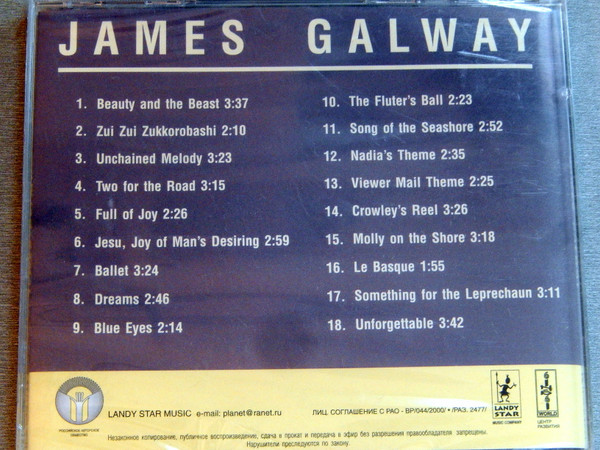 JAMES GALWAY
1. Beauty and the Beast 3:37
2. Zui Zui Zukkorobashi 2:10
3. Unchained Melody 3:23
4. Two for the Road 3:15
5. Full of Joy 2:26
6. Jesu, Joy of Man's Desiring 2:59
7. Ballet 3:24
8. Dreams 2:46
9. Blue Eyes 2:14
10. The Fluter's Ball 2:23
11. Song of the Seashore 2:52
12. Nadia's Theme 2:35
13. Viewer Mail Theme 2:25
14. Crowley's Reel 3:26
15. Molly on the Shore 3:18
16. Le Basque 1:55
17. Something for the Leprechaun 3:11
18. Unforgettable 3:42
РОССИЙСКОЕ АВТОРСКОЕ
ОБЩЕСТВО
LANDY STAR MUSIC e-mail: planet@ranet.ru
ЛИЦ. СОГЛАШЕНИЕ С РАО - ВР/044/2000/ • /РАЗ. 2477/
LANDY
STAR
MUSIC COMPANY
WORLD
ЦЕНТР
РАЗВИТИЯ
Незаконное копирование, публичное воспроизведение, сдача в прокат и передача в эфир без разрешения правообладателя запрещены.
Нарушители преследуются по закону.